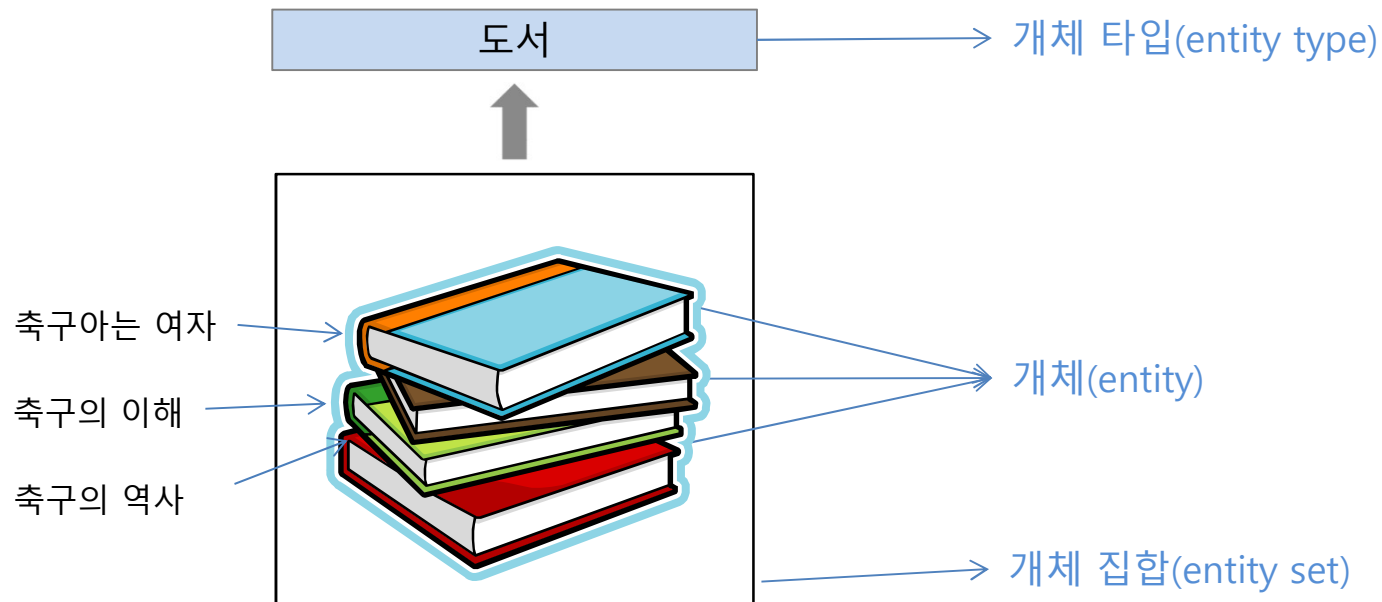 도서
개체 타입(entity type)
축구아는 여자
축구의 이해
축구의 역사
개체(entity)
개체 집합(entity set)